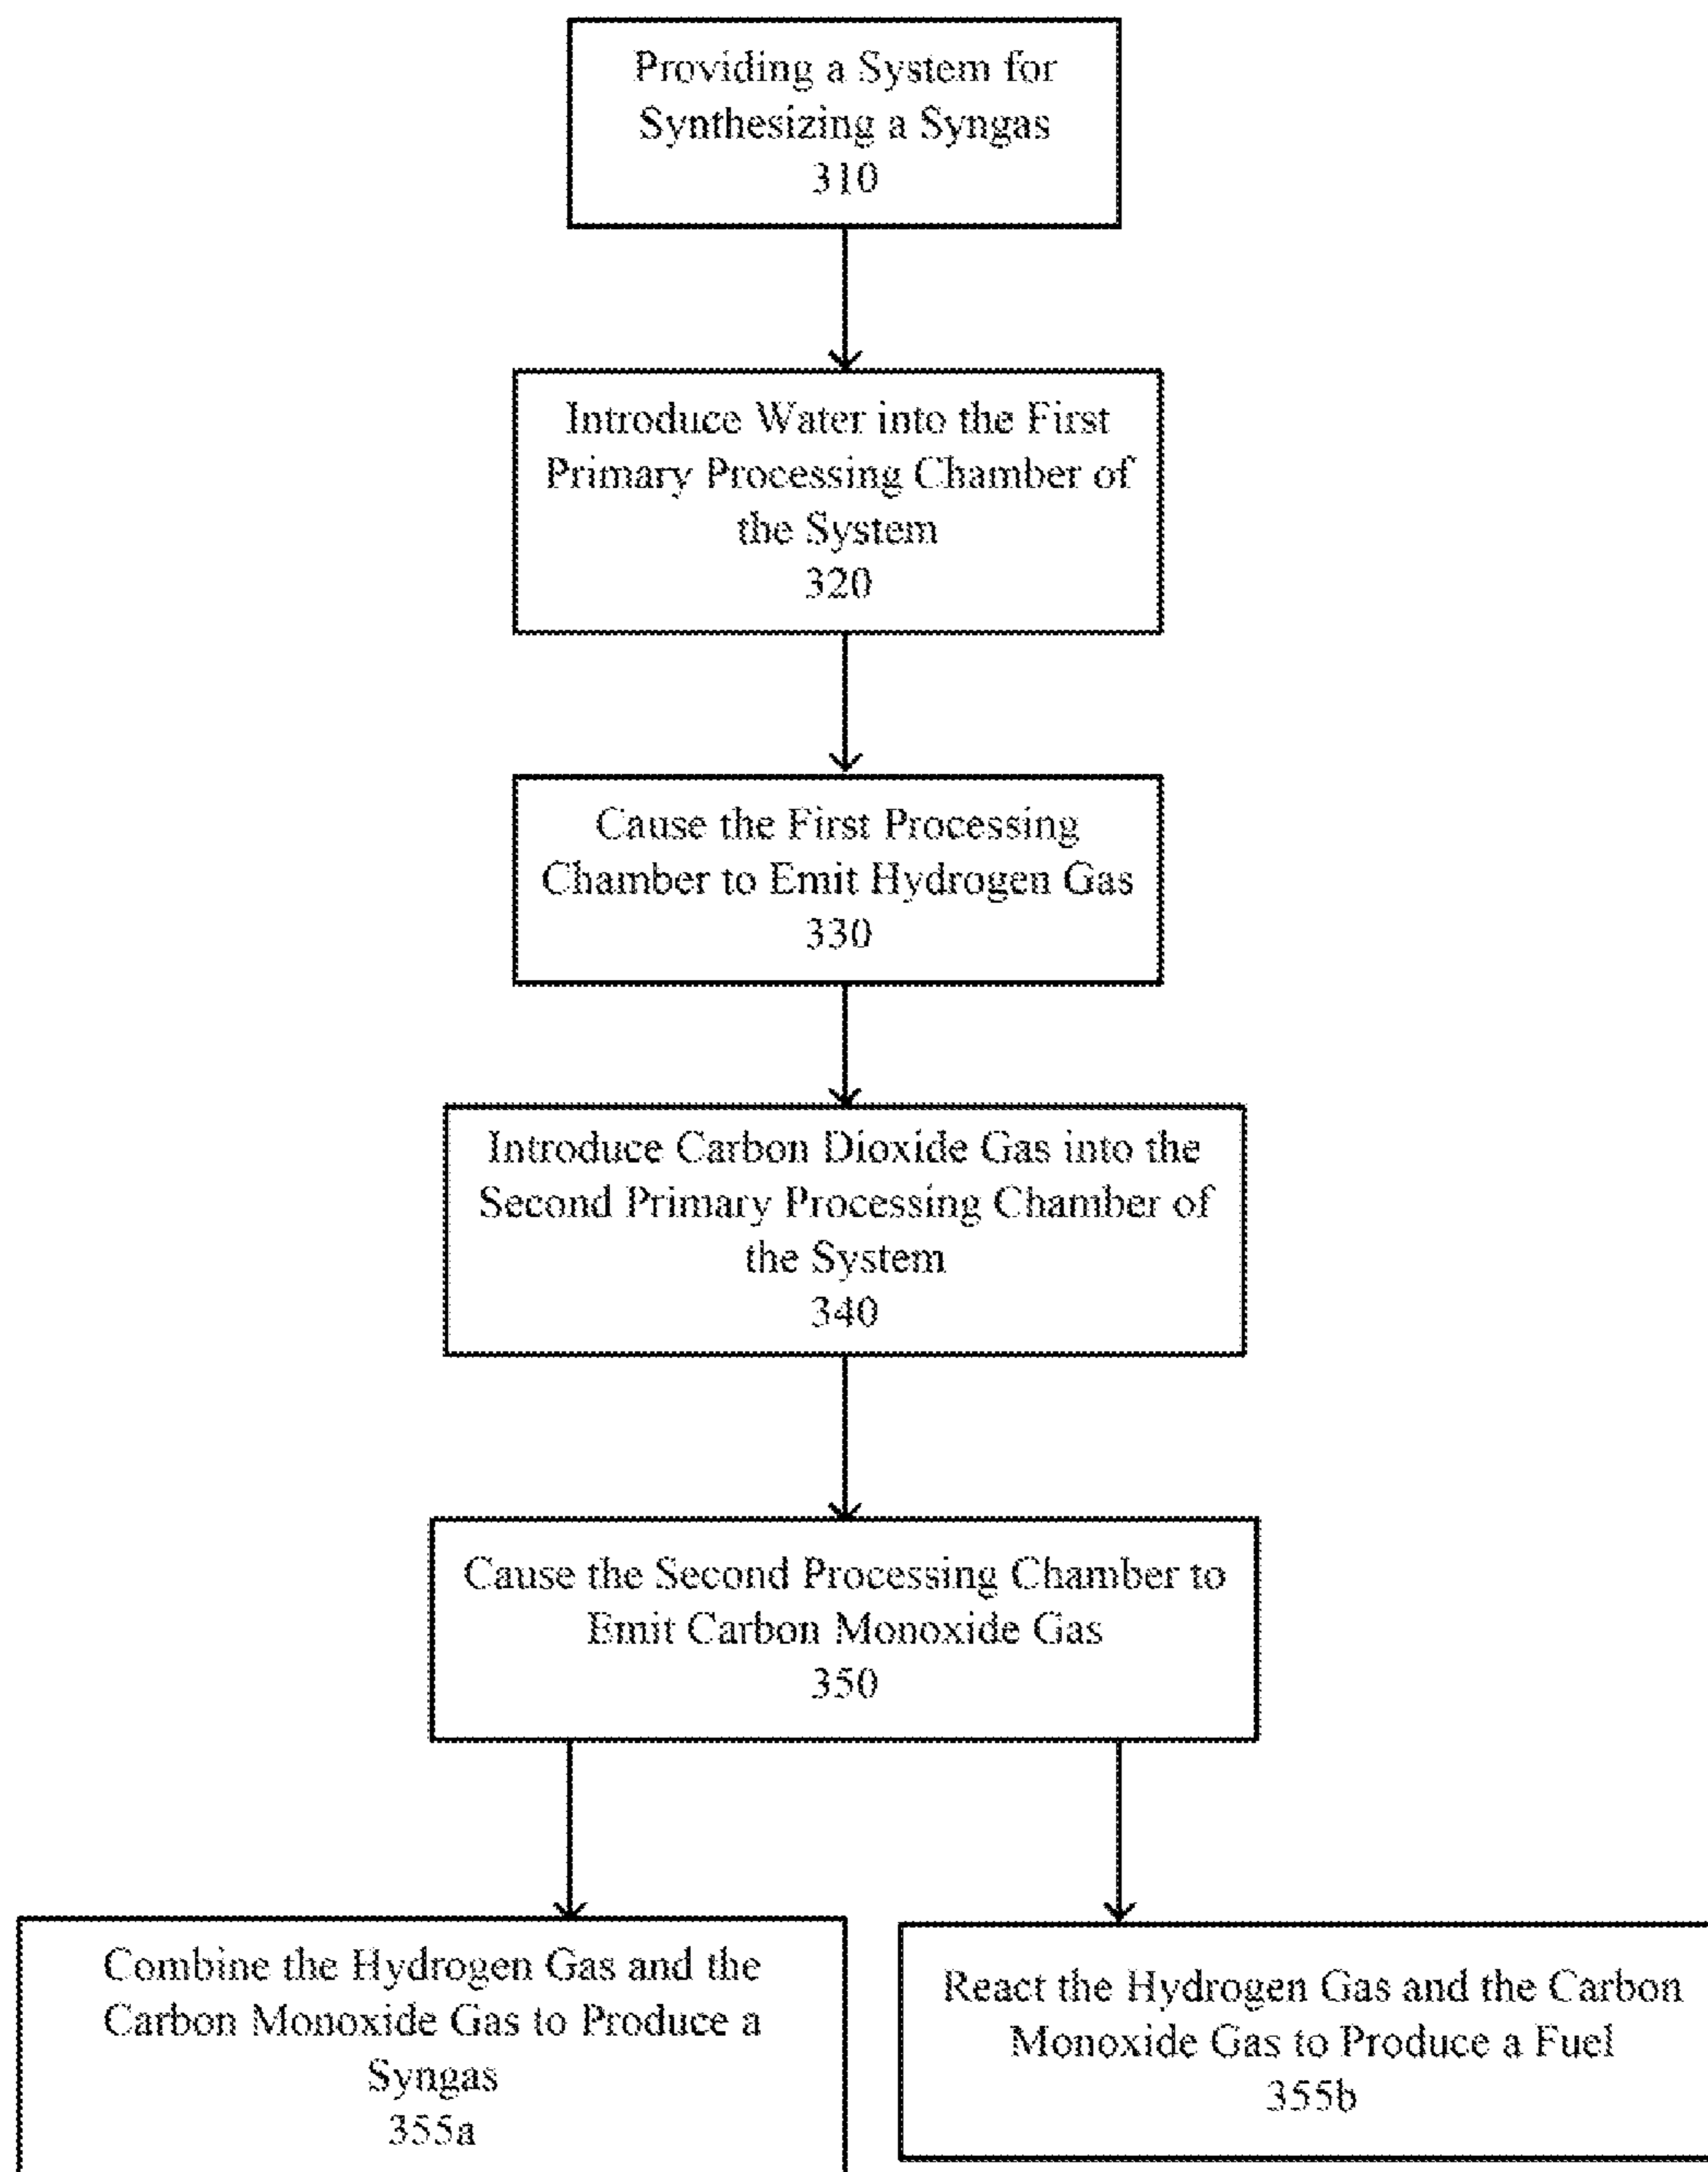 Providing a System for
Synthesizing a Syngas
310
Introduce Water into the First
Primary Processing Chamber of
the System
320
Cause the First Processing
Chamber to Emit Hydrogen Gas
330
Introduce Carbon Dioxide Gas into the
Second Primary Processing Chamber of
the System
340
Cause the Second Processing Chamber to
Emit Carbon Monoxide Gas
350
Combine the Hydrogen Gas and the
Carbon Monoxide Gas to Produce a
Syngas
355a
React the Hydrogen Gas and the Carbon
Monoxide Gas to Produce a Fuel
355b